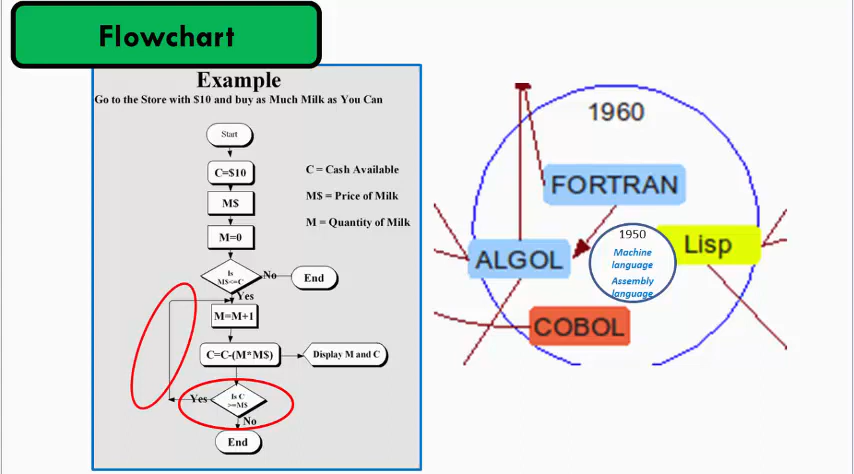 Flowchart
Example
Go to the Store with $10 and buy as Much Milk as You Can
Start
C=$10
M$
M=0
Is
M$<=C
No
End
Yes
M=M+1
C=C-(M*M$)
Display M and C
Is C
>=M$
Yes
No
End
C = Cash Available
M$ = Price of Milk
M = Quantity of Milk
1960
FORTRAN
ALGOL
Lisp
COBOL
1950
Machine
language
Assembly
language